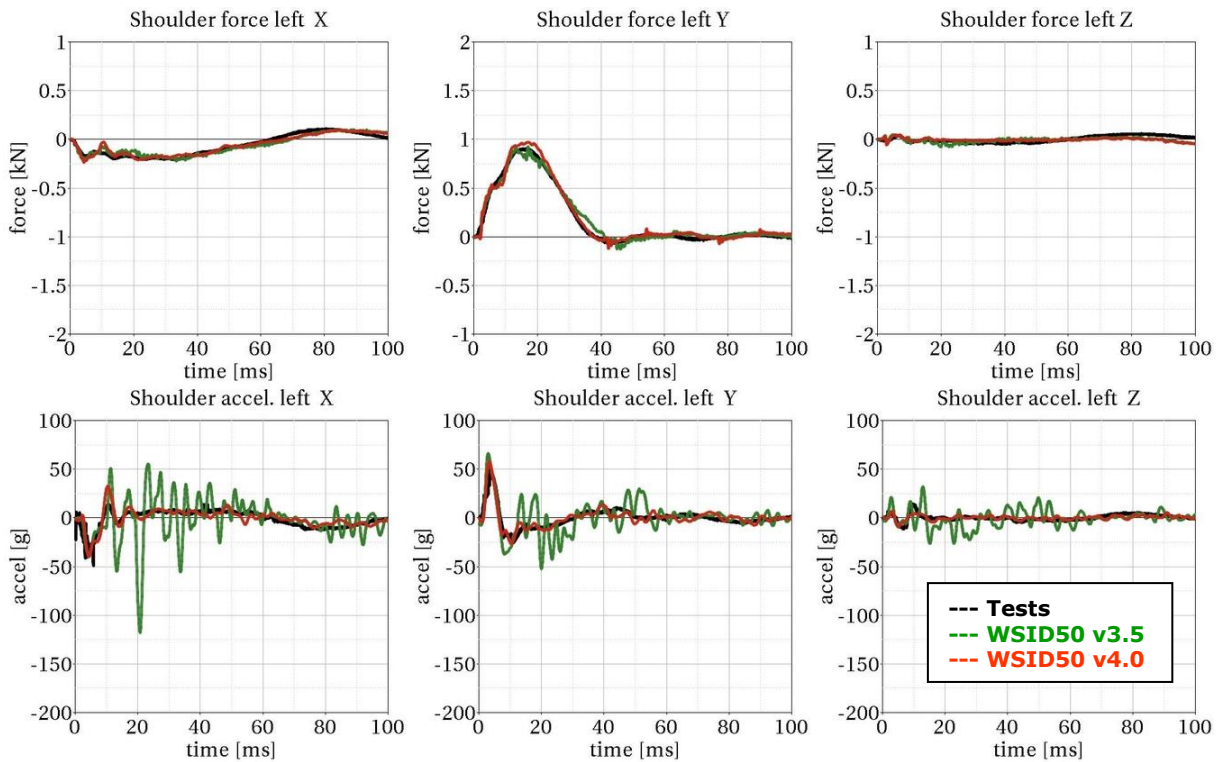 Shoulder force left X
Shoulder force left Y
Shoulder force left Z
1
0.5
0
-0.5
-1
-1.5
-2
force [kN]
0 20 40 60 80 100
time [ms]
2
1.5
1
0.5
0
-0.5
-1
force [kN]
0 20 40 60 80 100
time [ms]
1
0.5
0
-0.5
-1
-1.5
-2
force [kN]
0 20 40 60 80 100
time [ms]
Shoulder accel. left X
Shoulder accel. left Y
Shoulder accel. left Z
100
50
0
-50
-100
-150
-200
accel [g]
0 20 40 60 80 100
time [ms]
100
50
0
-50
-100
-150
-200
accel [g]
0 20 40 60 80 100
time [ms]
100
50
0
-50
-100
-150
-200
accel [g]
0 20 40 60 80 100
time [ms]
--- Tests
--- WSID50 v3.5
--- WSID50 v4.0